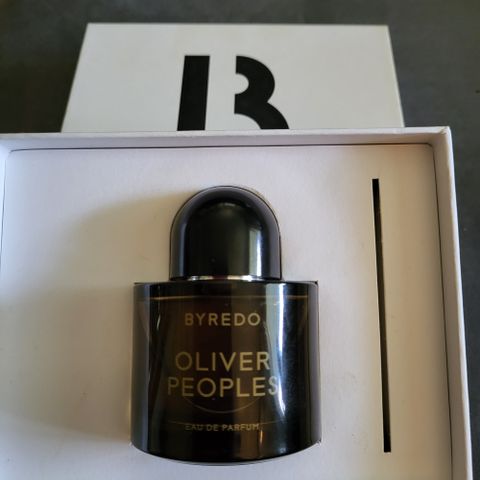 B
BYREDO
OLIVER
PEOPLES
EAU DE PARFUM